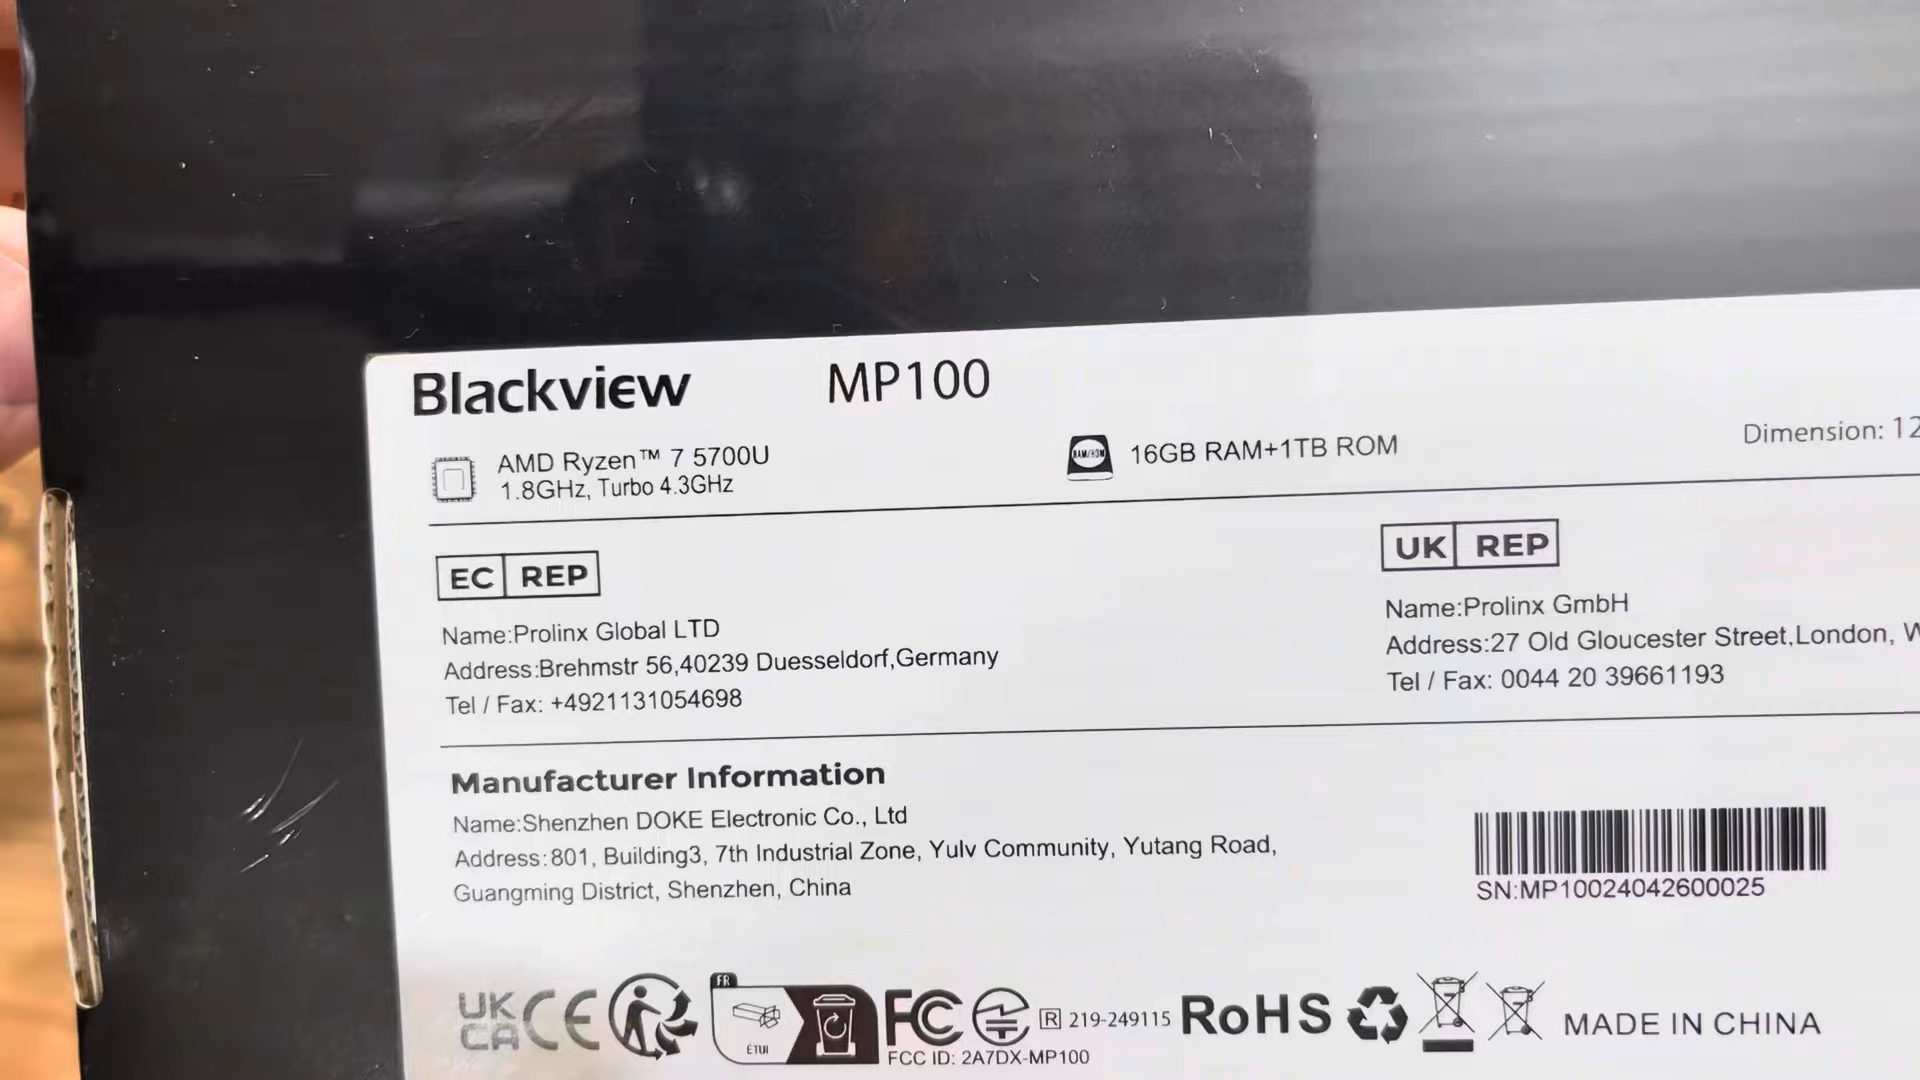 Blackview MP100
AMD Ryzen™ 7 5700U
1.8GHz, Turbo 4.3GHz
RAM/ROM
16GB RAM+1TB ROM
Dimension: 12
EC REP
Name:Prolinx Global LTD
Address:Brehmstr 56,40239 Duesseldorf,Germany
Tel / Fax: +4921131054698
UK REP
Name:Prolinx GmbH
Address:27 Old Gloucester Street,London, W
Tel / Fax: 0044 20 39661193
Manufacturer Information
Name:Shenzhen DOKE Electronic Co., Ltd
Address:801, Building3, 7th Industrial Zone, Yulv Community, Yutang Road,
Guangming District, Shenzhen, China
SN:MP10024042600025
UK
CA
CE
FR
ÉTUI
FC
R 219-249115
RoHS
MADE IN CHINA
FCC ID: 2A7DX-MP100